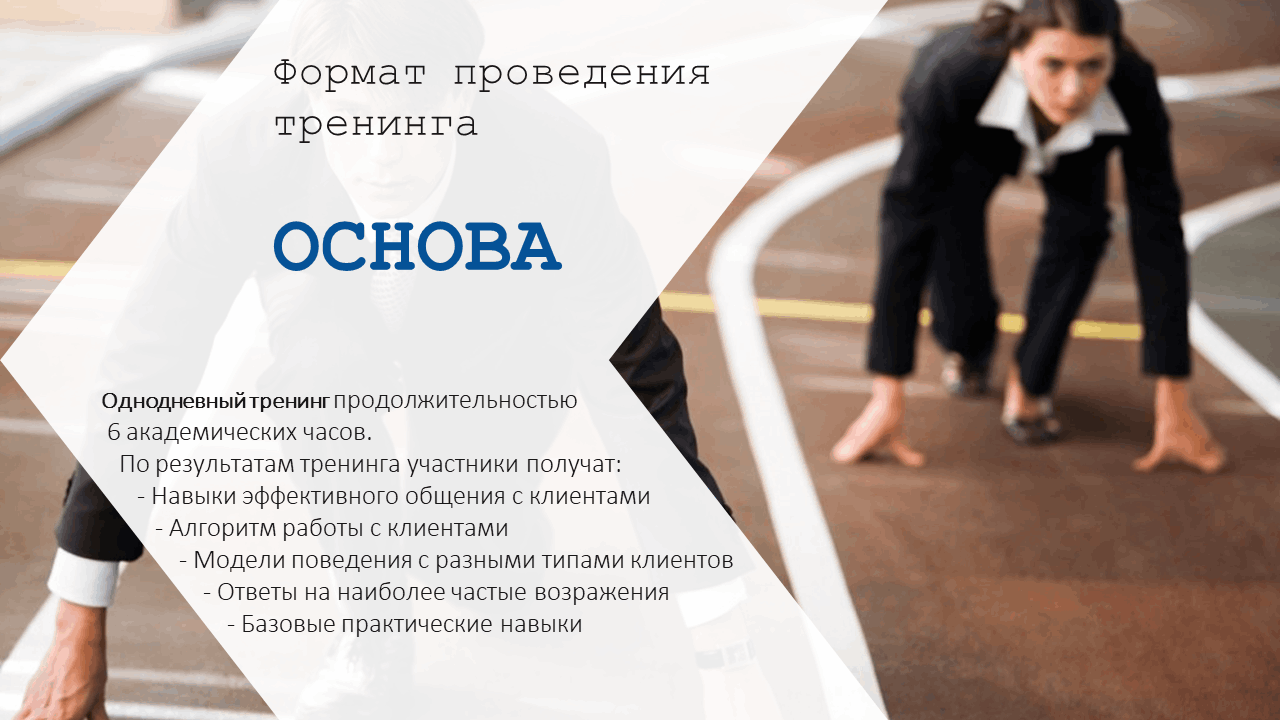 Формат проведения
тренинга
ОСНОВА
Однодневный тренинг продолжительностью
6 академических часов.
По результатам тренинга участники получат:
- Навыки эффективного общения с клиентами
- Алгоритм работы с клиентами
- Модели поведения с разными типами клиентов
- Ответы на наиболее частые возражения
- Базовые практические навыки